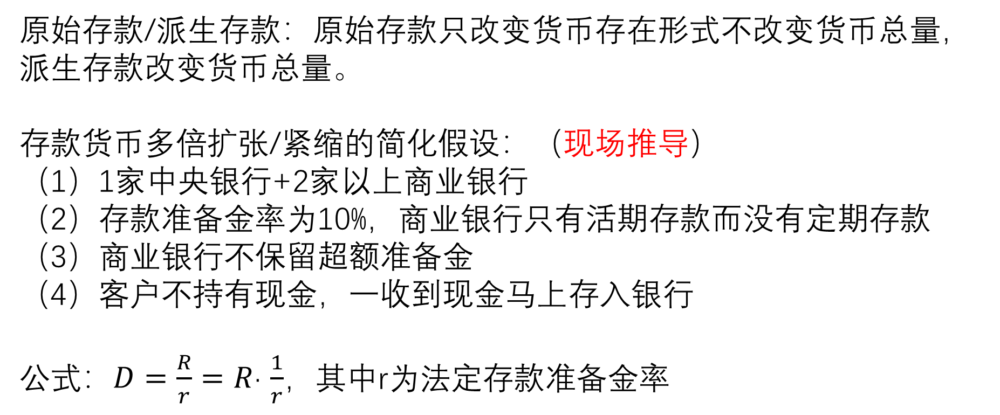 原始存款/派生存款：原始存款只改变货币存在形式不改变货币总量，
派生存款改变货币总量。
存款货币多倍扩张/紧缩的简化假设：（现场推导）
（1）1家中央银行+2家以上商业银行
（2）存款准备金率为10%，商业银行只有活期存款而没有定期存款
（3）商业银行不保留超额准备金
（4）客户不持有现金，一收到现金马上存入银行
公式：D = R/r = R· 1/r，其中r为法定存款准备金率